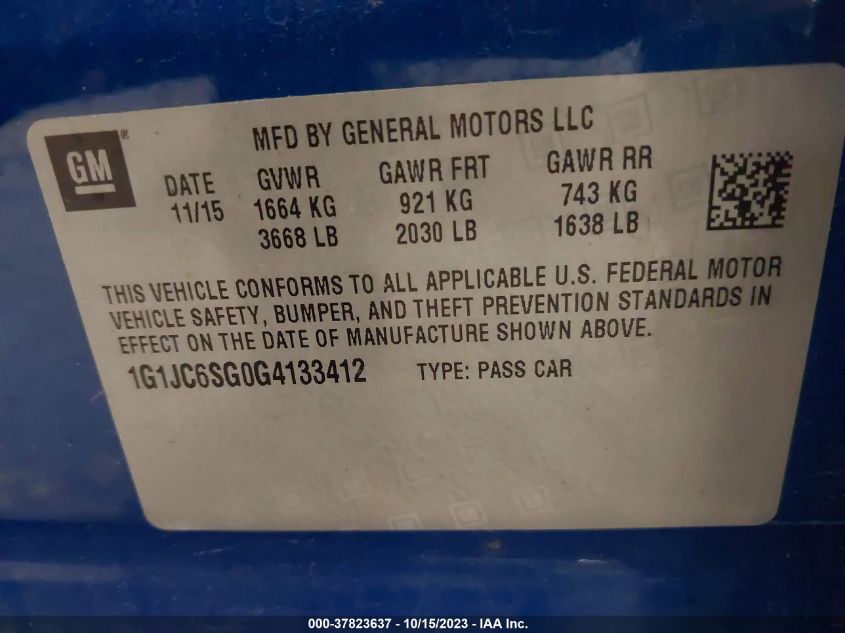 GM®
MFD BY GENERAL MOTORS LLC
DATE GVWR GAWR FRT GAWR RR
11/15 1664 KG 921 KG 743 KG
3668 LB 2030 LB 1638 LB
THIS VEHICLE CONFORMS TO ALL APPLICABLE U.S. FEDERAL MOTOR
VEHICLE SAFETY, BUMPER, AND THEFT PREVENTION STANDARDS IN
EFFECT ON THE DATE OF MANUFACTURE SHOWN ABOVE.
1G1JC6SG0G4133412 TYPE: PASS CAR
000-37823637 - 10/15/2023 - IAA Inc.